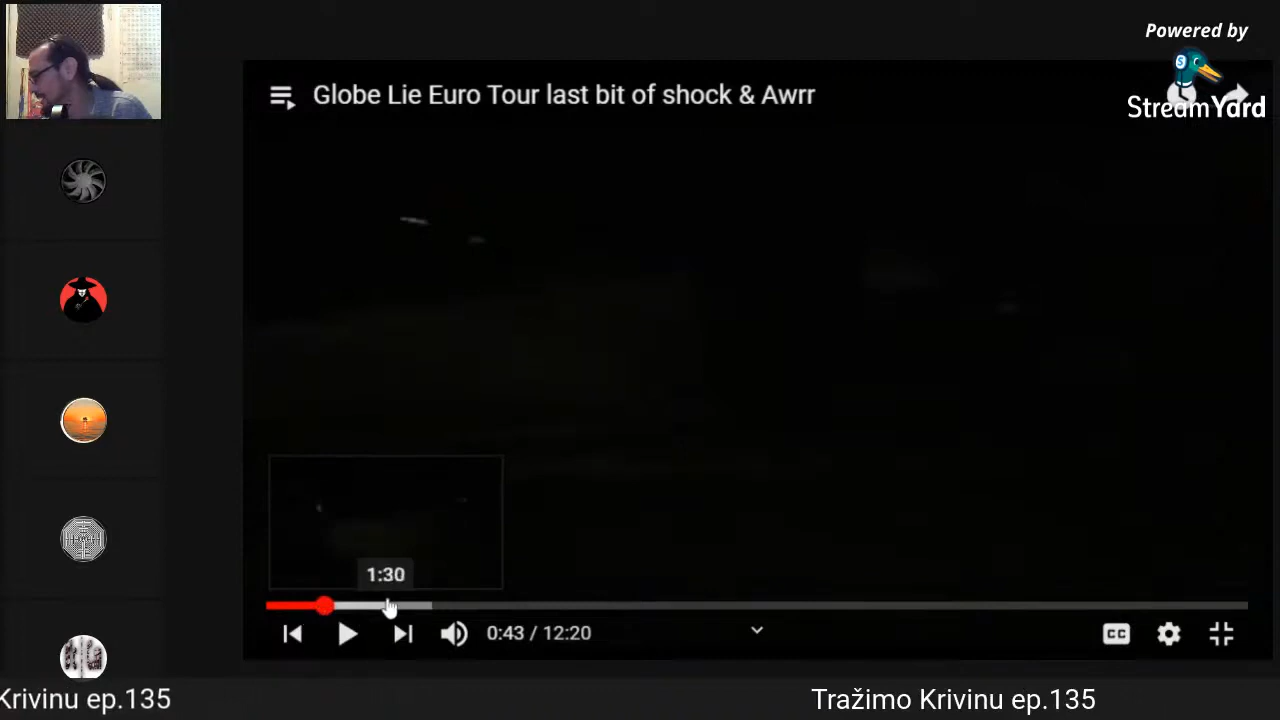 Powered by
StreamYard
Globe Lie Euro Tour last bit of shock & Awrr
1:30
0:43 / 12:20
CC
Krivinu ep.135
Tražimo Krivinu ep.135